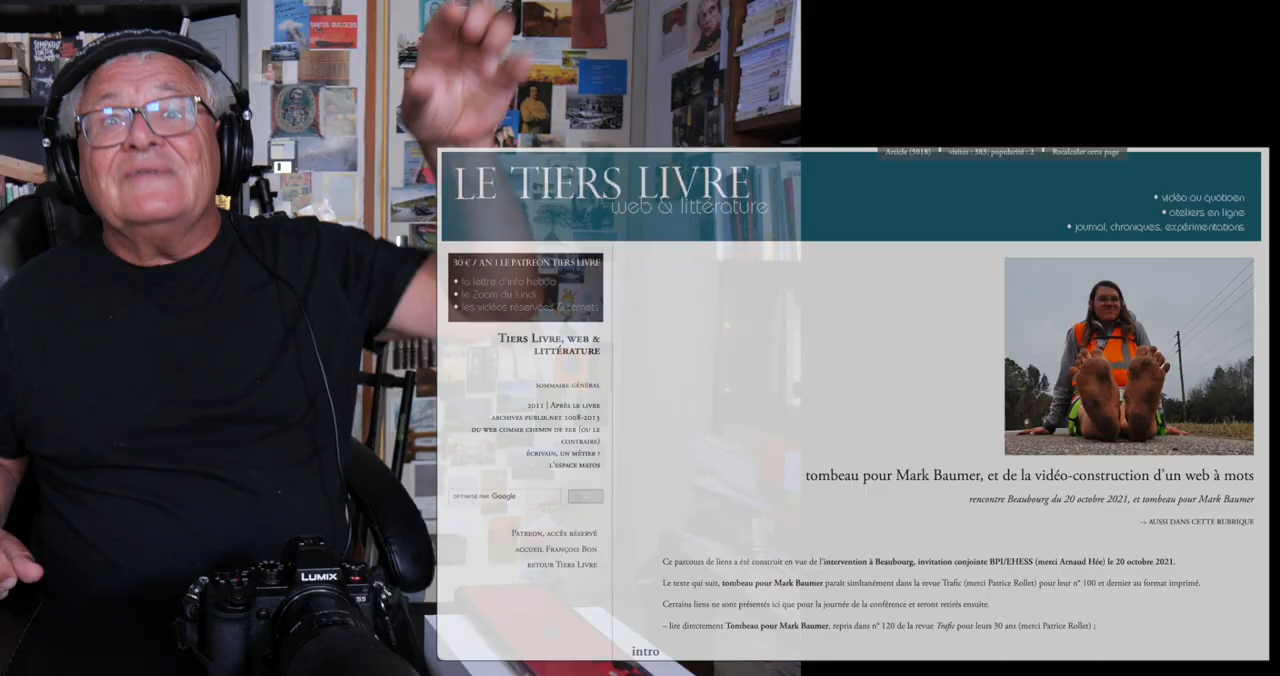 VATOS SUCCESS
Article (5018)
visites : 383; popularité : 2
Recalculer cette page
LE TIERS LIVRE
web & littérature
• vidéo au quotiden
• ateliers en ligne
• journal, chroniques, expérimentations
30 € / AN | LE PATREON TIERS LIVRE
• la lettre d'info hebdo
• le Zoom du lundi
• les vidéos réservées & carnets
Tiers Livre, web &
littérature
sommaire général
2011 | Après le livre
archives publie.net 2008-2013
du web comme chemin de fer (ou le
contraire)
écrivain, un métier ?
l'espace matos
OPTIMISÉ PAR Google
Patreon, accès réservé
accueil François Bon
retour Tiers Livre
tombeau pour Mark Baumer, et de la vidéo-construction d'un web à mots
rencontre Beaubourg du 20 octobre 2021, et tombeau pour Mark Baumer
–> AUSSI DANS CETTE RUBRIQUE
Ce parcours de liens a été construit en vue de l'intervention à Beaubourg, invitation conjointe BPI/EHESS (merci Arnaud Hée) le 20 octobre 2021.
Le texte qui suit, tombeau pour Mark Baumer paraît simltanément dans la revue Trafic (merci Patrice Rollet) pour leur n° 100 et dernier au format imprimé.
Certains liens ne sont présentés ici que pour la journée de la conférence et seront retirés ensuite.
– lire directement Tombeau pour Mark Baumer, repris dans n° 120 de la revue Trafic pour leurs 30 ans (merci Patrice Rollet) ;
intro
LUMIX
S5